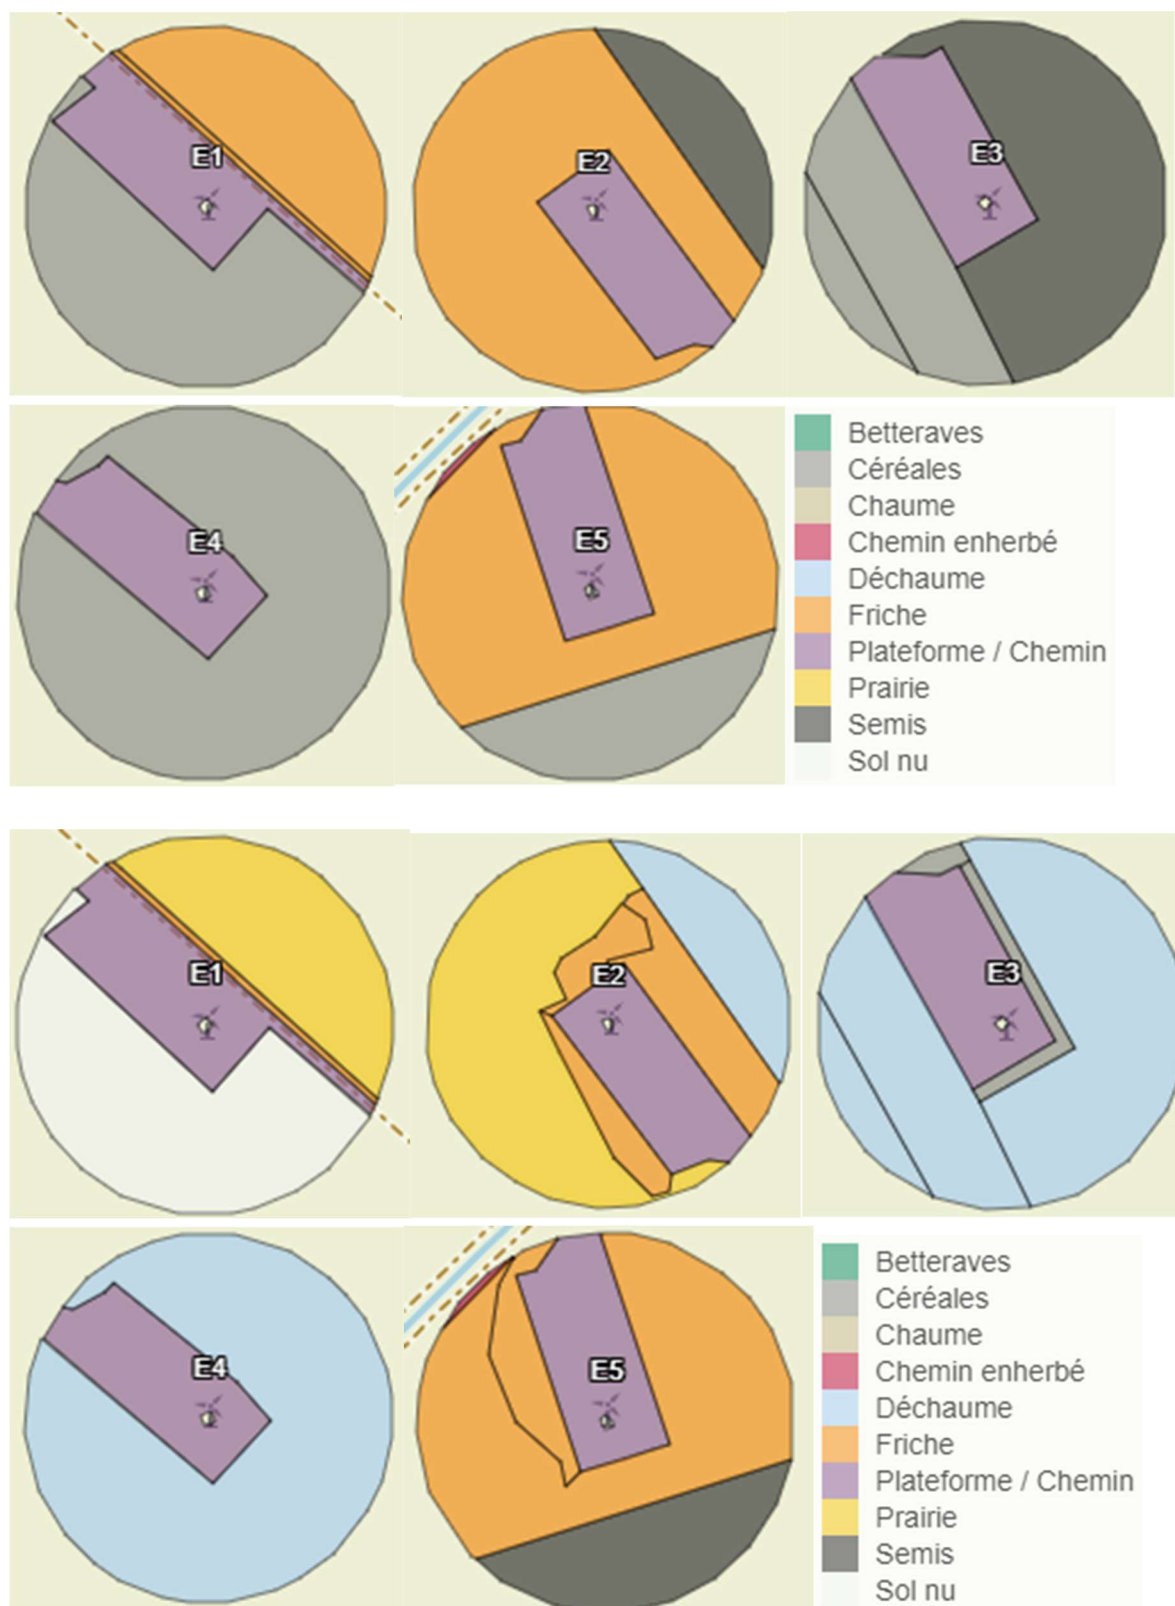 E1
E2
E3
E4
E5
Betteraves
Céréales
Chaume
Chemin enherbé
Déchaume
Friche
Plateforme / Chemin
Prairie
Semis
Sol nu
E1
E2
E3
E4
E5
Betteraves
Céréales
Chaume
Chemin enherbé
Déchaume
Friche
Plateforme / Chemin
Prairie
Semis
Sol nu